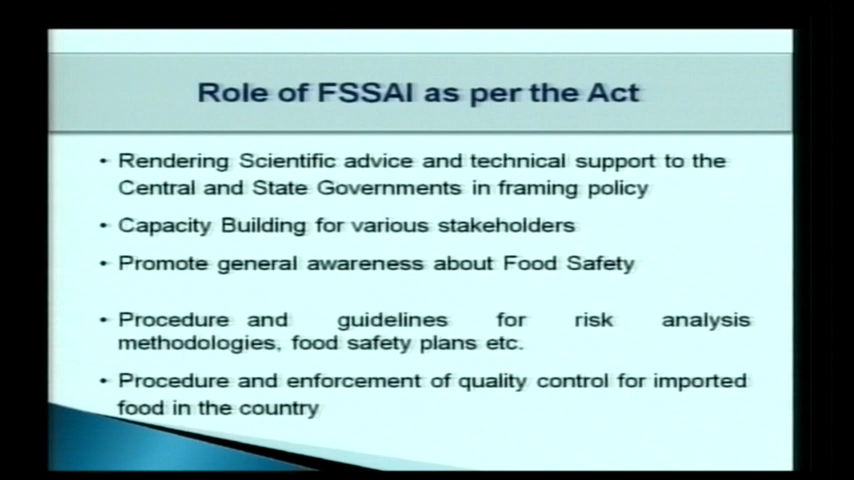 Role of FSSAI as per the Act
• Rendering Scientific advice and technical support to the
Central and State Governments in framing policy
• Capacity Building for various stakeholders
• Promote general awareness about Food Safety
• Procedure and guidelines for risk analysis
methodologies, food safety plans etc.
• Procedure and enforcement of quality control for imported
food in the country